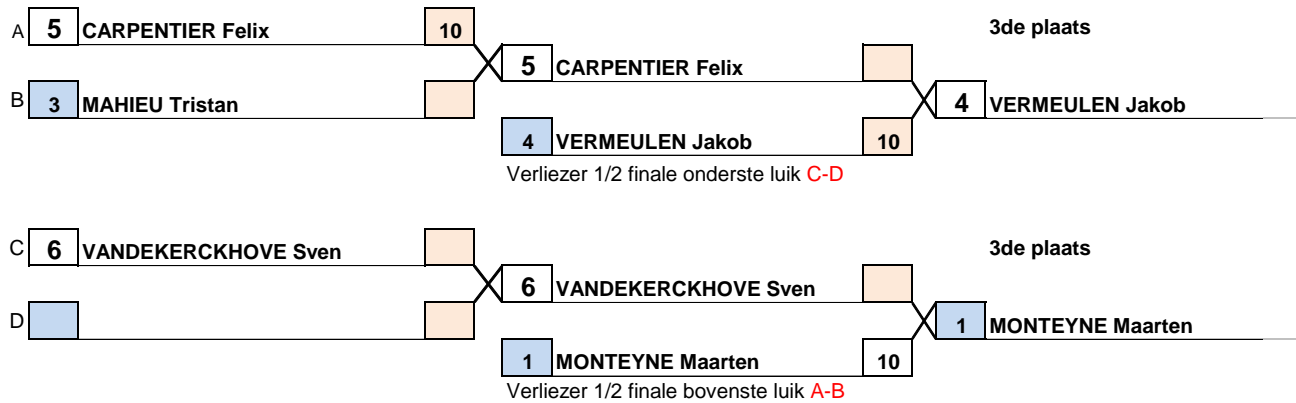 A 5 CARPENTIER Felix 10 3de plaats
5 CARPENTIER Felix
B 3 MAHIEU Tristan 4 VERMEULEN Jakob
4 VERMEULEN Jakob 10
Verliezer 1/2 finale onderste luik C-D
C 6 VANDEKERCKHOVE Sven 3de plaats
6 VANDEKERCKHOVE Sven
D 1 MONTEYNE Maarten
1 MONTEYNE Maarten 10
Verliezer 1/2 finale bovenste luik A-B